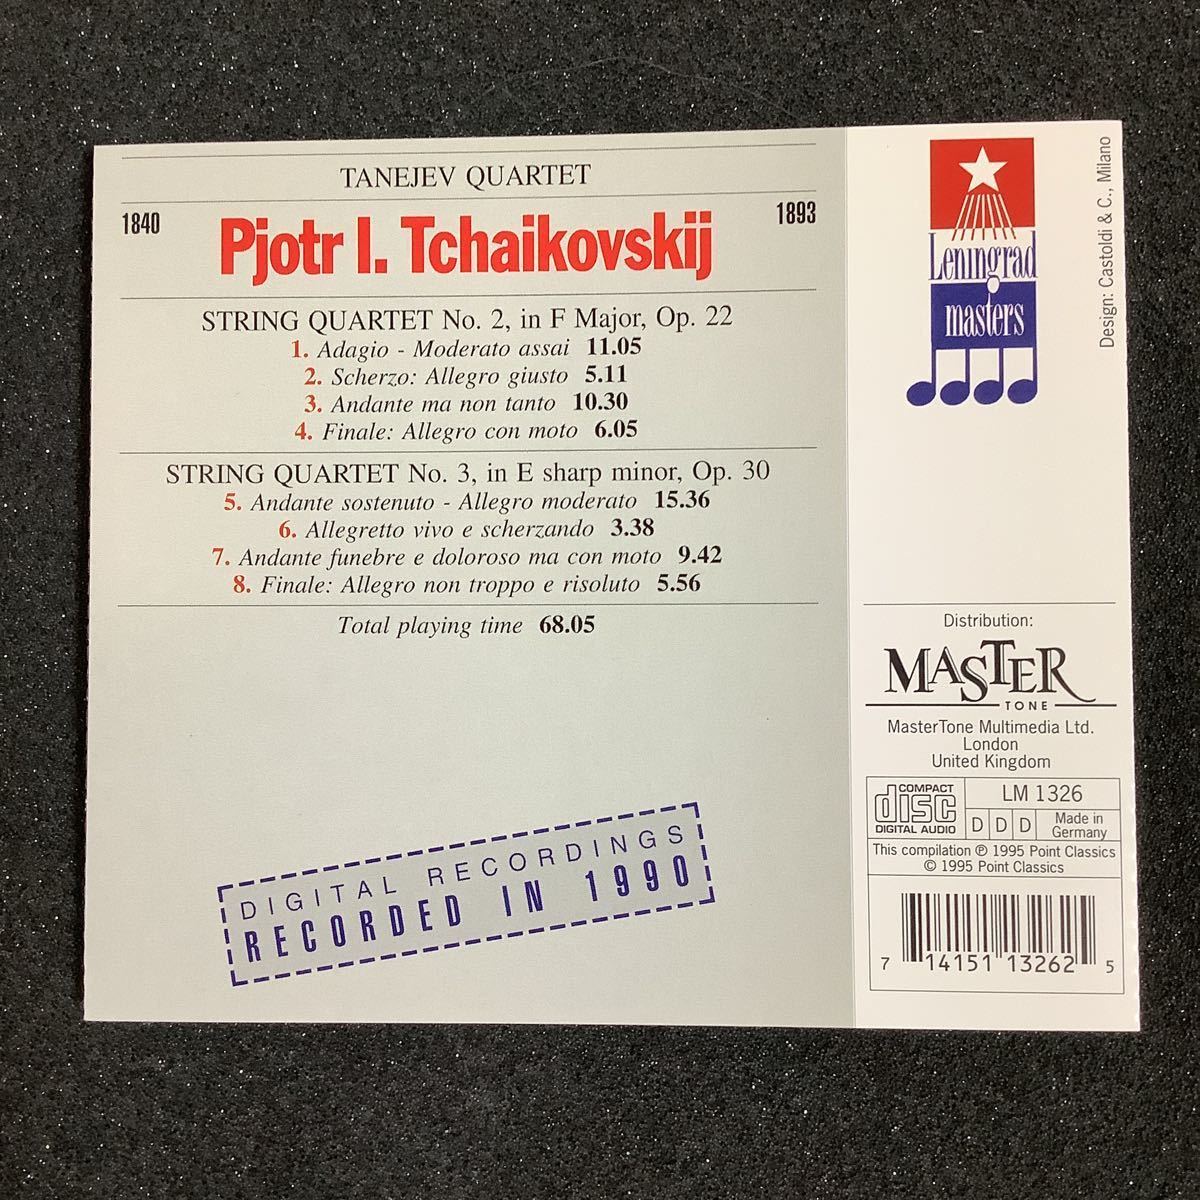 TANEJEV QUARTET
1840
Pjotr I. Tchaikovskij
1893
STRING QUARTET No. 2, in F Major, Op. 22
1. Adagio - Moderato assai 11.05
2. Scherzo: Allegro giusto 5.11
3. Andante ma non tanto 10.30
4. Finale: Allegro con moto 6.05
STRING QUARTET No. 3, in E sharp minor, Op. 30
5. Andante sostenuto - Allegro moderato 15.36
6. Allegretto vivo e scherzando 3.38
7. Andante funebre e doloroso ma con moto 9.42
8. Finale: Allegro non troppo e risoluto 5.56
Total playing time 68.05
DIGITAL RECORDINGS
RECORDED IN 1990
Leningrad
masters
Design: Castoldi & C., Milano
Distribution:
MASTER
TONE
MasterTone Multimedia Ltd.
London
United Kingdom
COMPACT
disc
DIGITAL AUDIO
LM 1326
D D D
Made in
Germany
This compilation ℗ 1995 Point Classics
© 1995 Point Classics
7 14151 13262 5